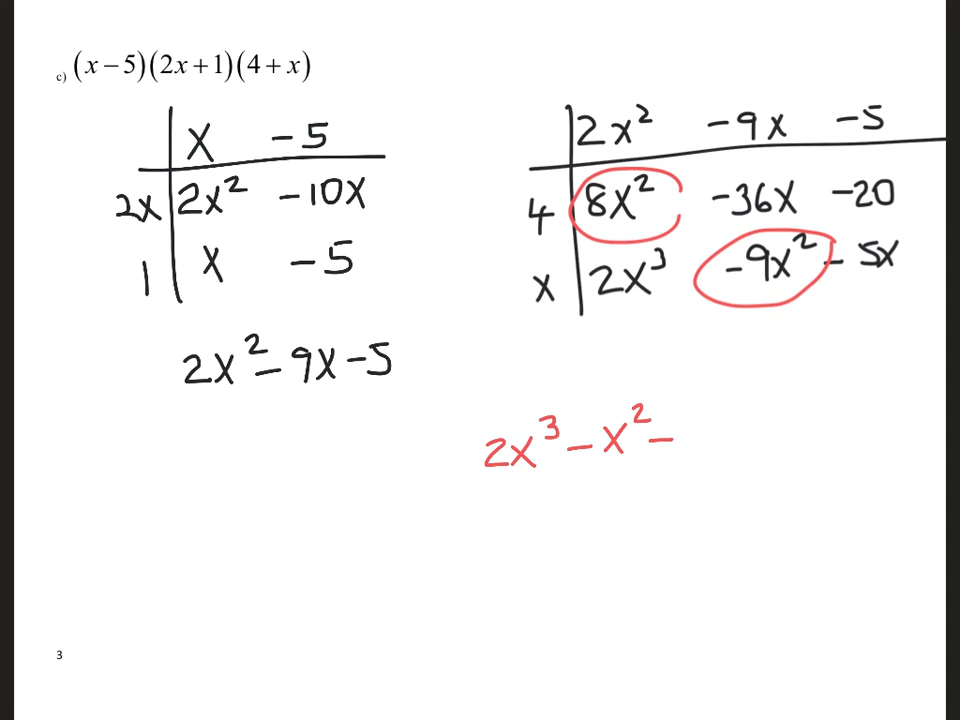 c) (x − 5)(2x + 1)(4 + x)
x −5
2x 2x² −10x
1 x −5
2x² − 9x − 5
2x² −9x −5
4 8x² −36x −20
x 2x³ −9x² − 5x
2x³ − x² −
3